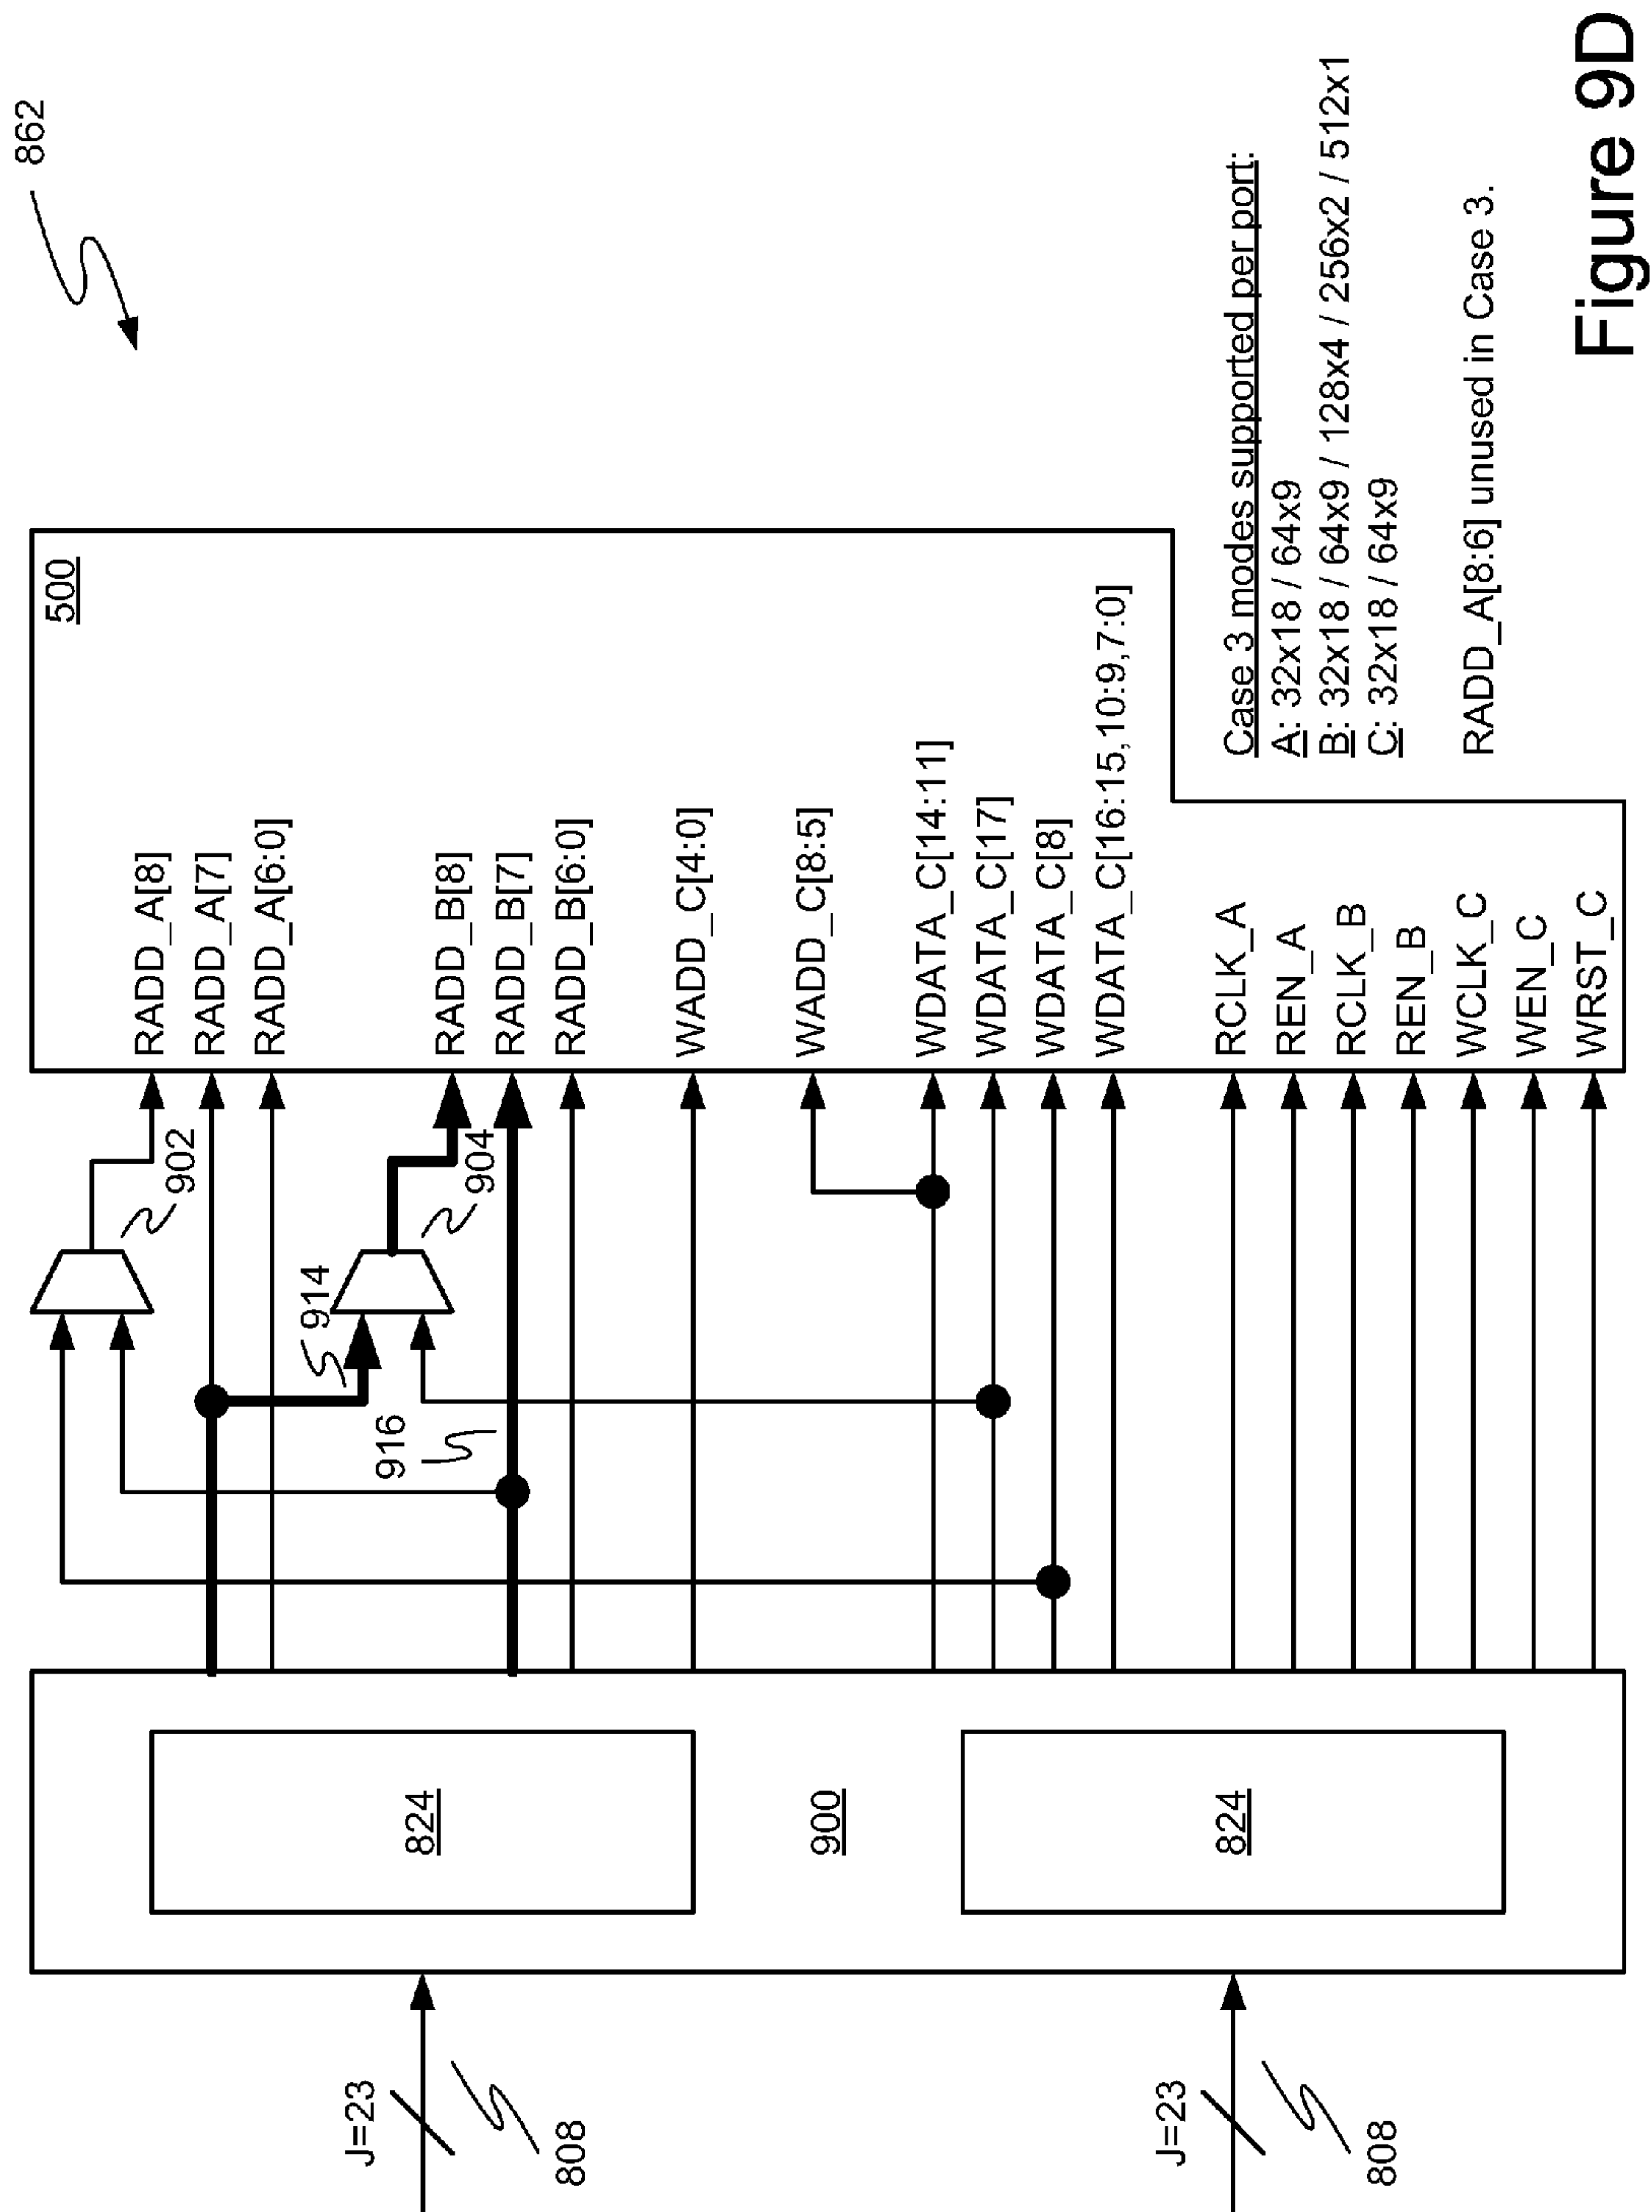 862
500
902
RADD_A[8]
RADD_A[7]
RADD_A[6:0]
914
904
916
RADD_B[8]
RADD_B[7]
RADD_B[6:0]
WADD_C[4:0]
WADD_C[8:5]
WDATA_C[14:11]
WDATA_C[17]
WDATA_C[8]
WDATA_C[16:15,10:9,7:0]
RCLK_A
REN_A
RCLK_B
REN_B
WCLK_C
WEN_C
WRST_C
J=23
808
824
900
824
J=23
808
Case 3 modes supported per port:
A: 32x18 / 64x9
B: 32x18 / 64x9 / 128x4 / 256x2 / 512x1
C: 32x18 / 64x9
RADD_A[8:6] unused in Case 3.
Figure 9D